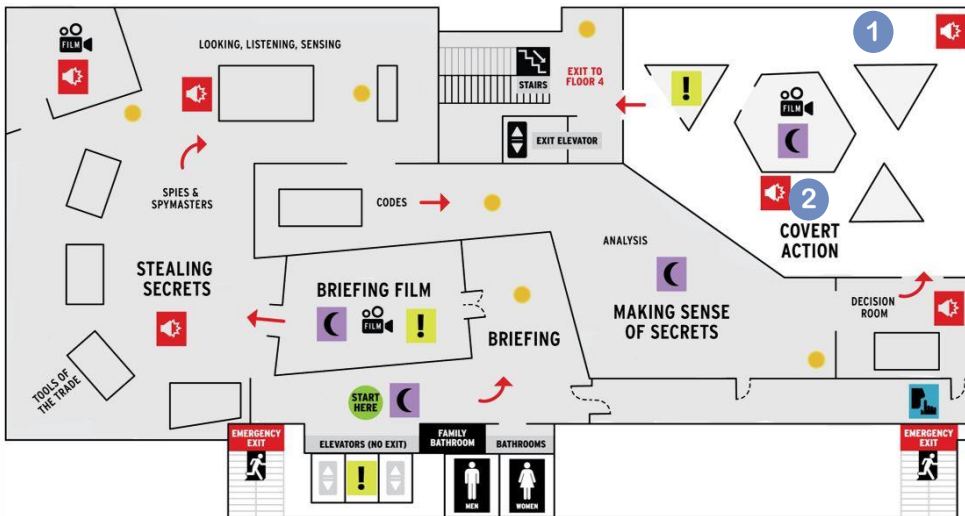 FILM
LOOKING, LISTENING, SENSING
STAIRS
EXIT TO
FLOOR 4
EXIT ELEVATOR
!
FILM
1
2
COVERT
ACTION
SPIES &
SPYMASTERS
CODES
STEALING
SECRETS
BRIEFING FILM
FILM
!
BRIEFING
ANALYSIS
MAKING SENSE
OF SECRETS
DECISION
ROOM
TOOLS OF
THE TRADE
START
HERE
EMERGENCY
EXIT
ELEVATORS (NO EXIT)
!
FAMILY
BATHROOM
BATHROOMS
MEN
WOMEN
EMERGENCY
EXIT